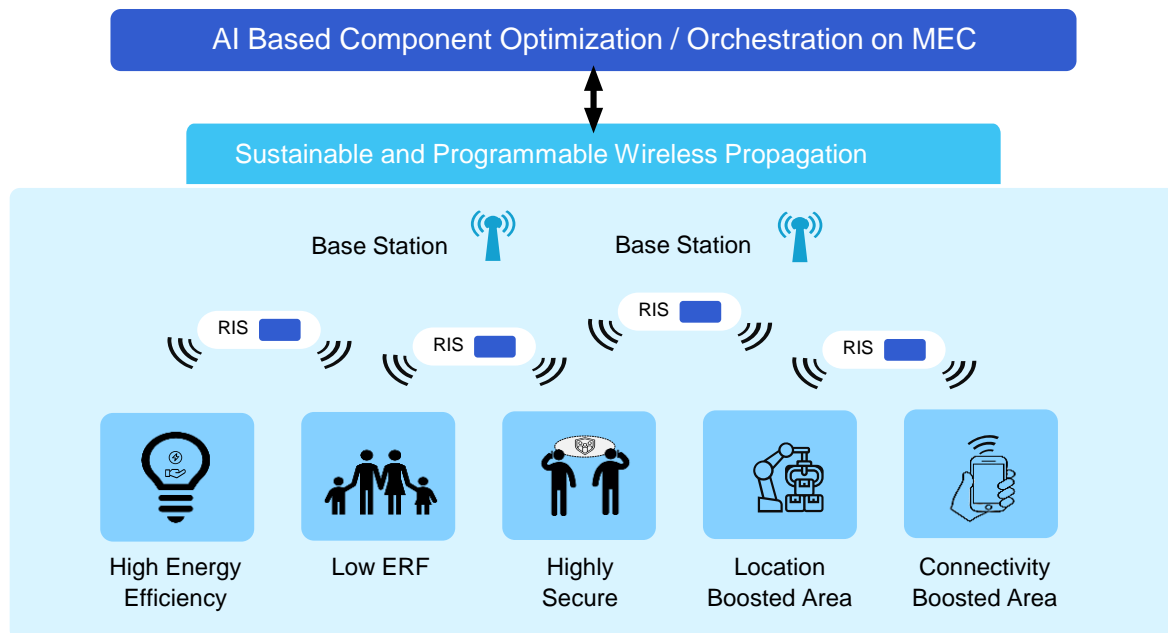 AI Based Component Optimization / Orchestration on MEC
Sustainable and Programmable Wireless Propagation
Base Station
Base Station
RIS
RIS
RIS
RIS
High Energy
Efficiency
Low ERF
Highly
Secure
Location
Boosted Area
Connectivity
Boosted Area